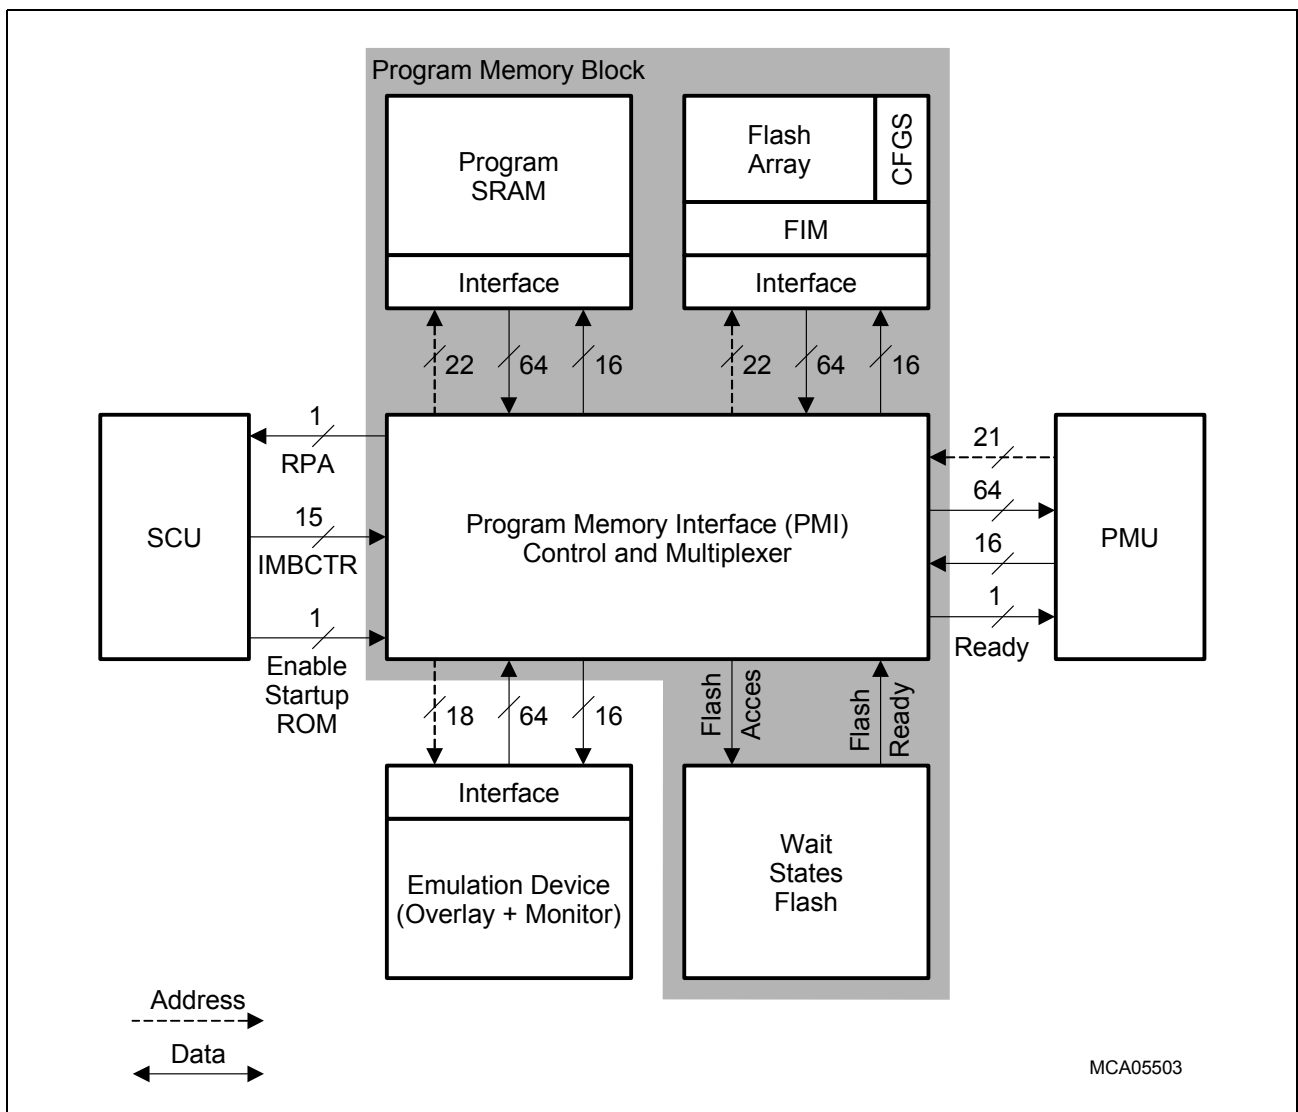 Program Memory Block
Program
SRAM
Interface
Flash
Array
CFGS
FIM
Interface
22
64
16
22
64
16
SCU
1
RPA
15
IMBCTR
1
Enable
Startup
ROM
Program Memory Interface (PMI)
Control and Multiplexer
21
64
16
1
Ready
PMU
18
64
16
Flash
Acces
Flash
Ready
Interface
Emulation Device
(Overlay + Monitor)
Wait
States
Flash
Address
Data
MCA05503